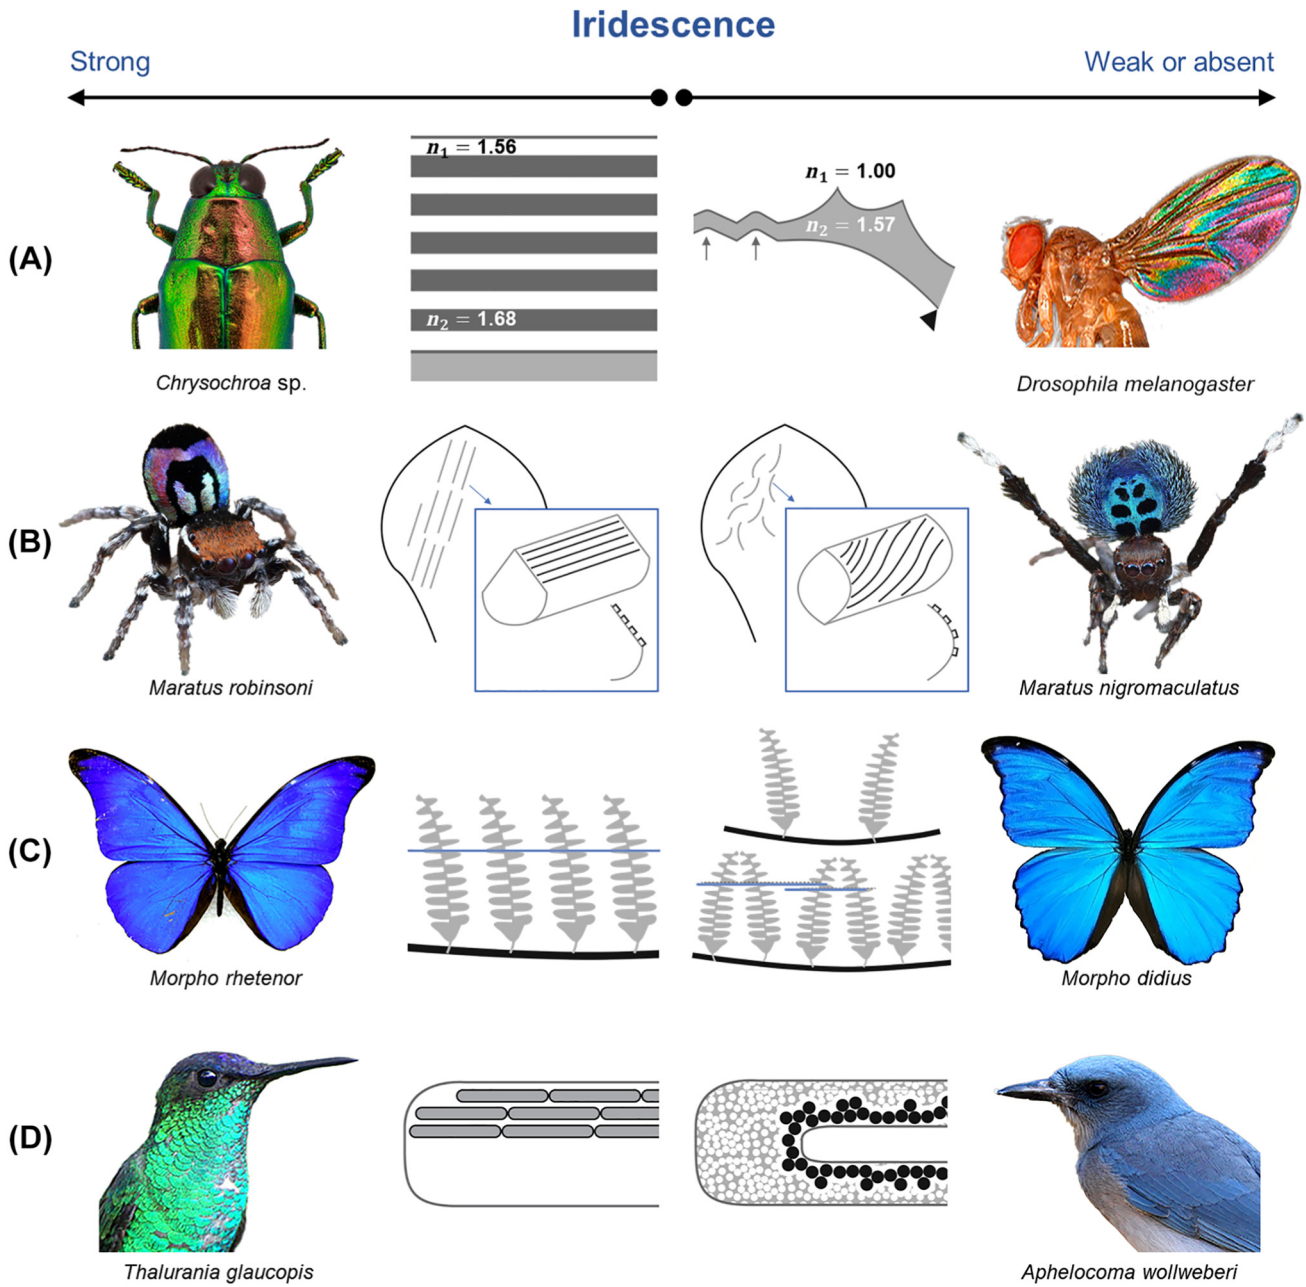 Iridescence
Strong
Weak or absent
(A)
n₁ = 1.56
n₂ = 1.68
n₁ = 1.00
n₂ = 1.57
Chrysochroa sp.
Drosophila melanogaster
(B)
Maratus robinsoni
Maratus nigromaculatus
(C)
Morpho rhetenor
Morpho didius
(D)
Thalurania glaucopis
Aphelocoma wollweberi